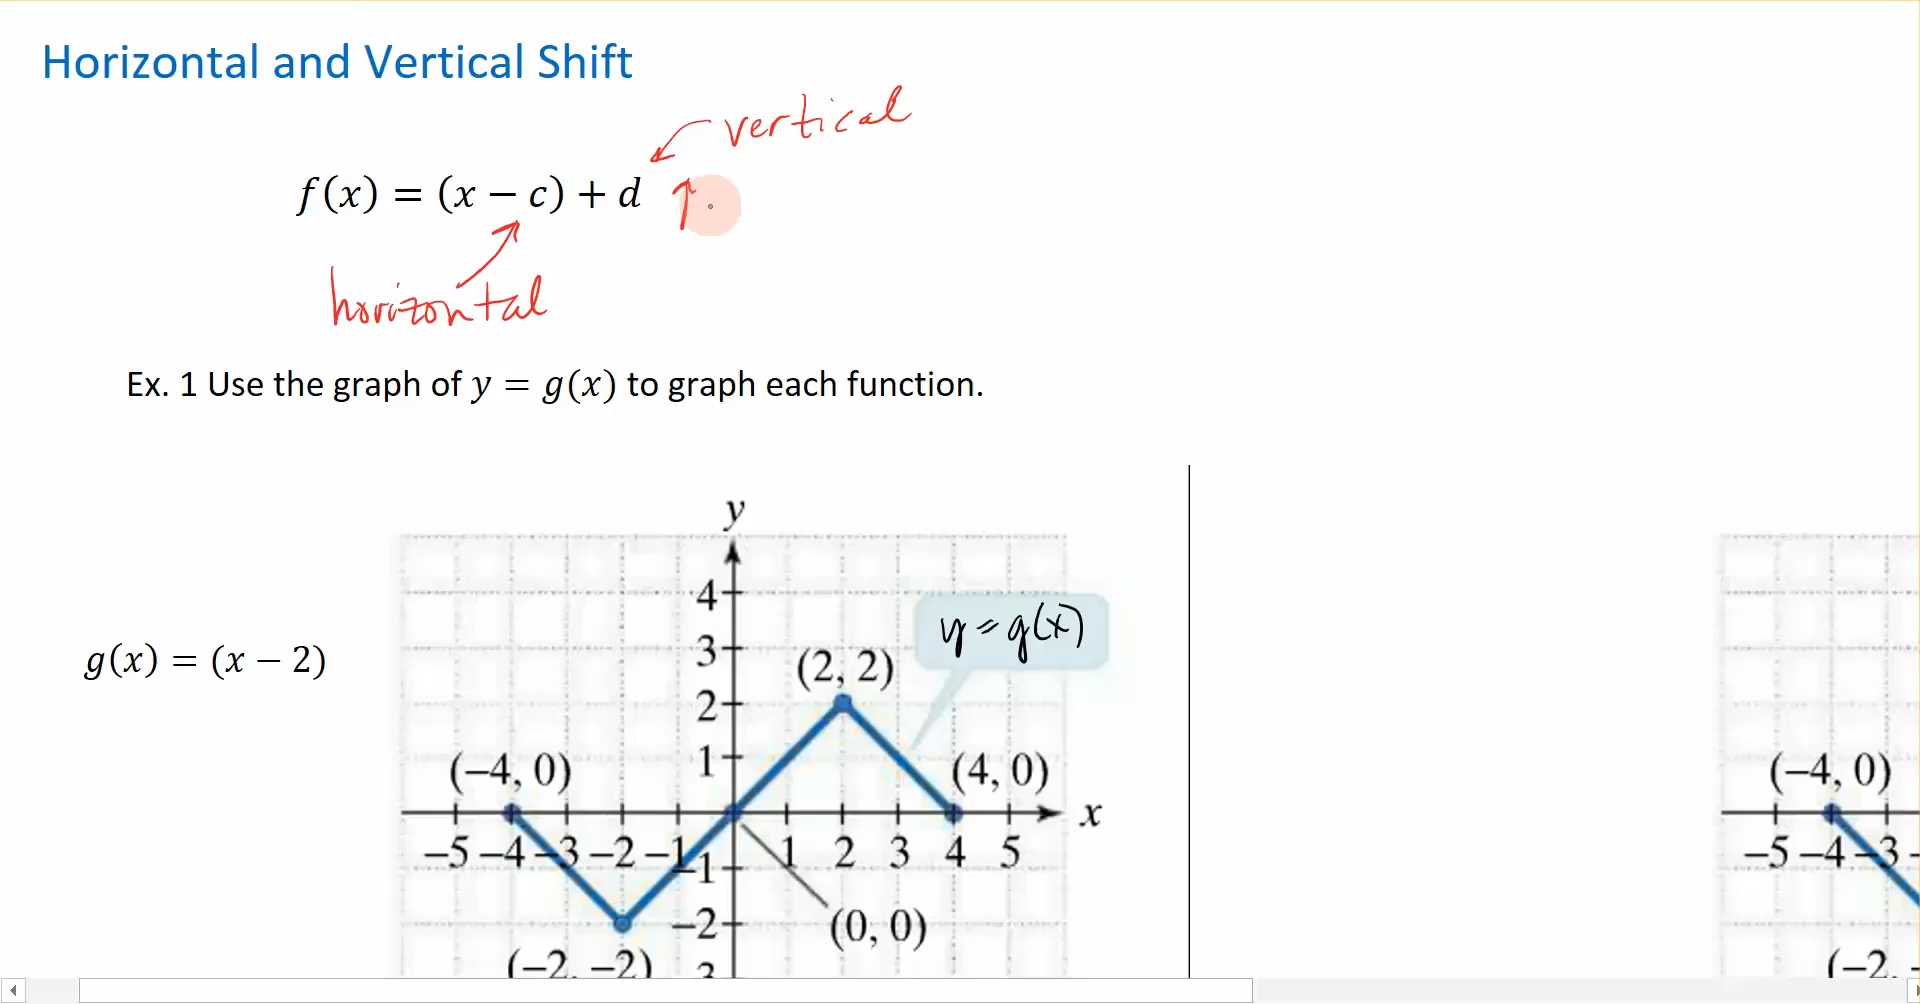 Horizontal and Vertical Shift
vertical
f(x) = (x − c) + d
horizontal
Ex. 1 Use the graph of y = g(x) to graph each function.
y
4
y = g(x)
g(x) = (x − 2)
3
(2, 2)
2
(−4, 0)
1
(4, 0)
(−4, 0)
x
−5 −4 −3 −2 −1 1 2 3 4 5
−5 −4 −3
−1
−2
(0, 0)
(−2, −2)
(−2,